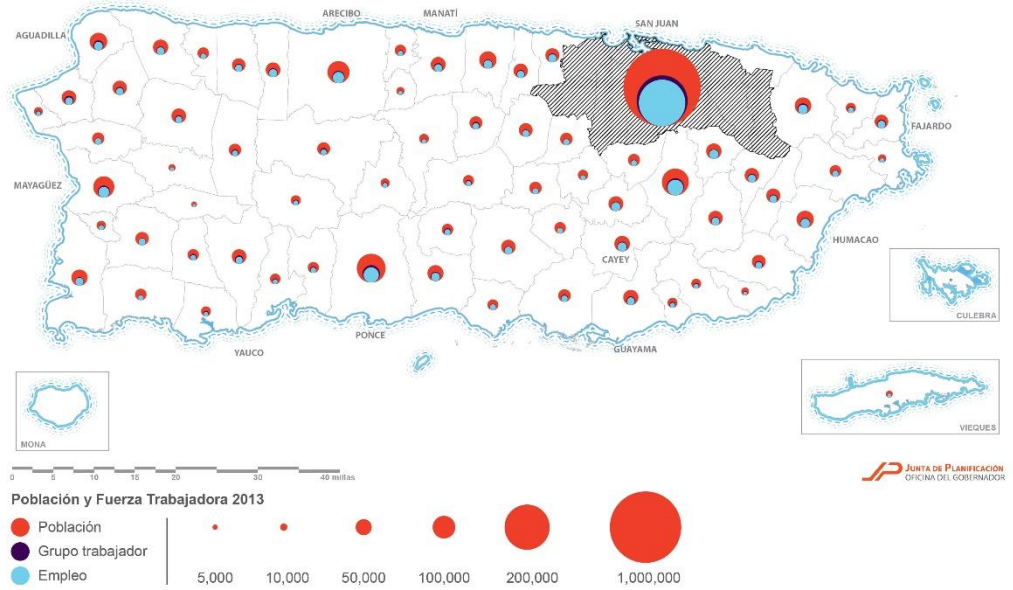 ARECIBO
MANATÍ
SAN JUAN
AGUADILLA
FAJARDO
MAYAGÜEZ
HUMACAO
CAYEY
CULEBRA
PONCE
GUAYAMA
YAUCO
VIEQUES
MONA
JUNTA DE PLANIFICACIÓN
OFICINA DEL GOBERNADOR
0 5 10 15 20 30 40 millas
Población y Fuerza Trabajadora 2013
Población
Grupo trabajador
Empleo
5,000 10,000 50,000 100,000 200,000 1,000,000